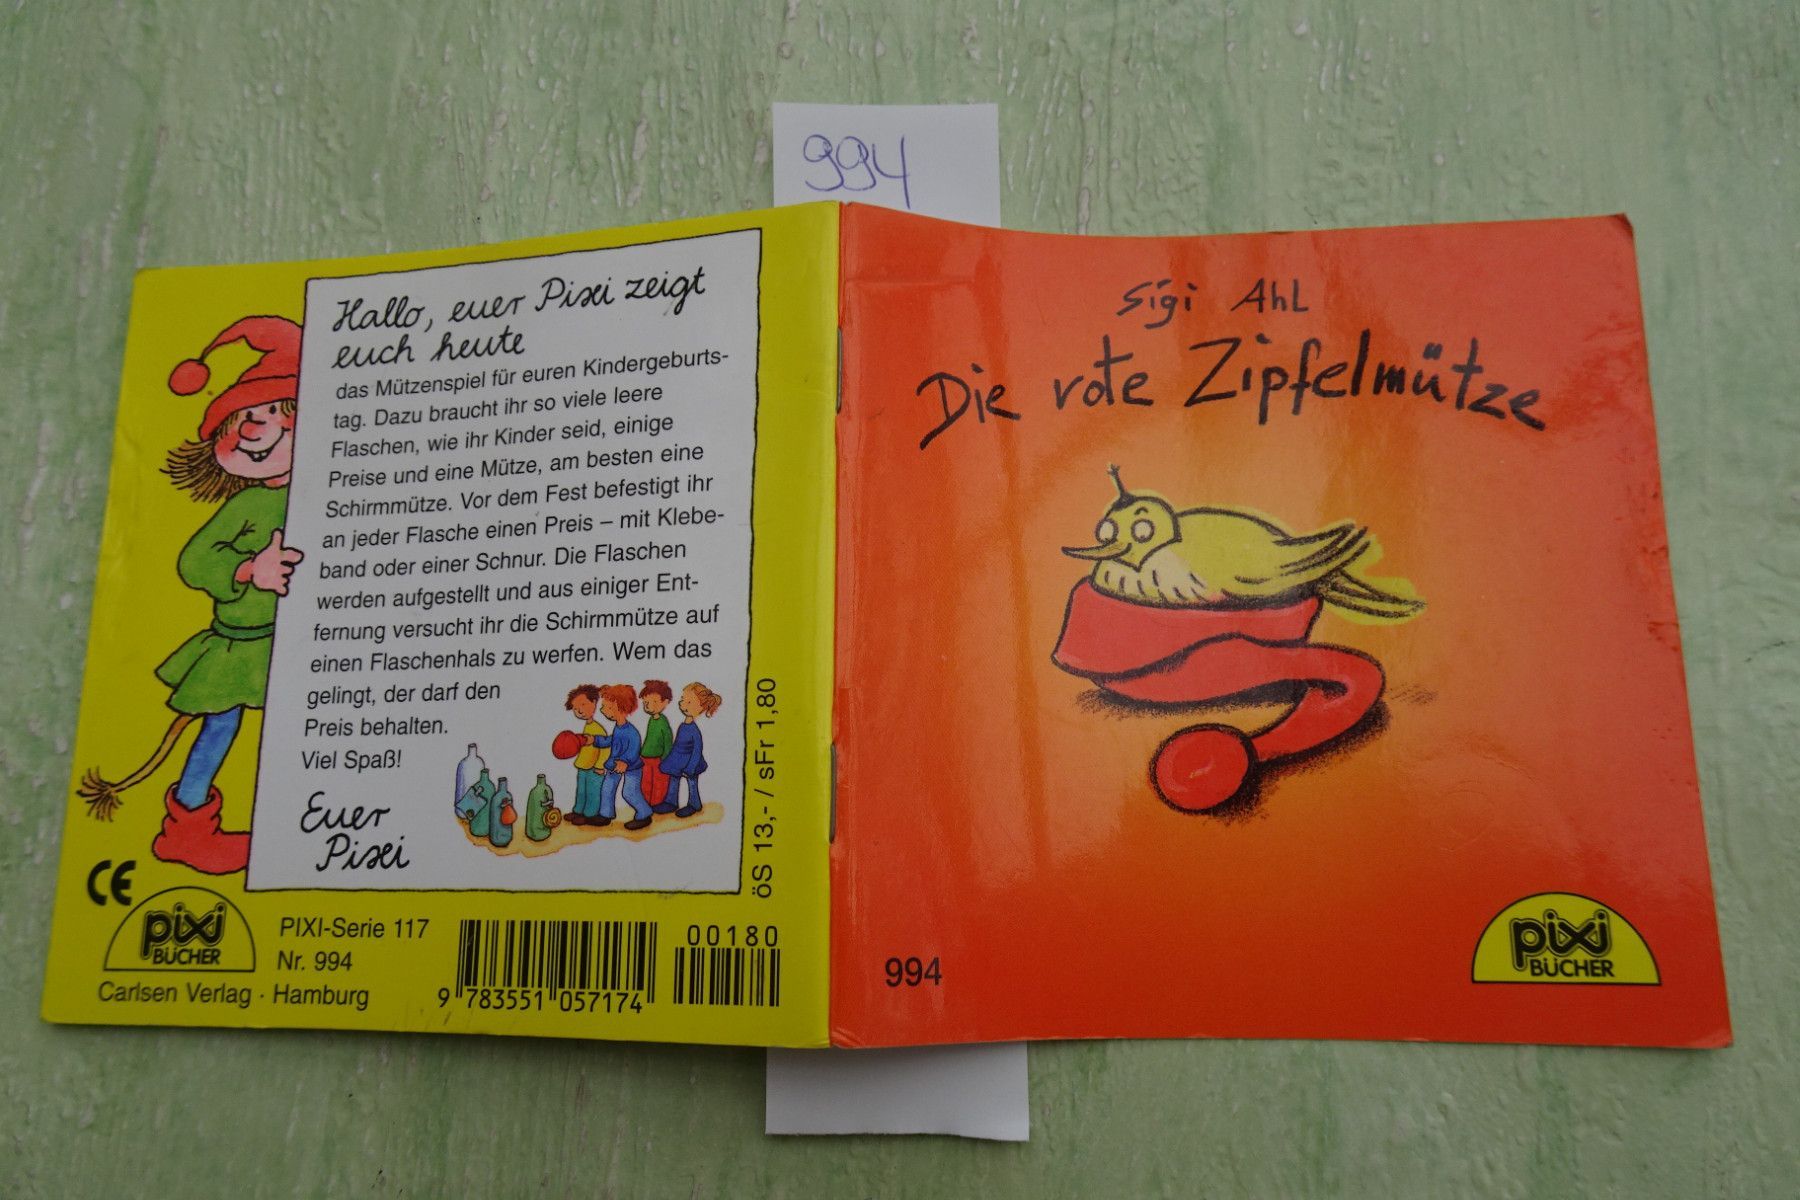 994
Hallo, euer Pixi zeigt
euch heute
das Mützenspiel für euren Kindergeburts-
tag. Dazu braucht ihr so viele leere
Flaschen, wie ihr Kinder seid, einige
Preise und eine Mütze, am besten eine
Schirmmütze. Vor dem Fest befestigt ihr
an jeder Flasche einen Preis – mit Klebe-
band oder einer Schnur. Die Flaschen
werden aufgestellt und aus einiger Ent-
fernung versucht ihr die Schirmmütze auf
einen Flaschenhals zu werfen. Wem das
gelingt, der darf den
Preis behalten.
Viel Spaß!
Euer
Pixi
öS 13,- / sFr 1,80
CE
pixi
BÜCHER
PIXI-Serie 117
Nr. 994
Carlsen Verlag · Hamburg
9 783551 057174
00180
Sigi Ahl
Die rote Zipfelmütze
994
pixi
BÜCHER